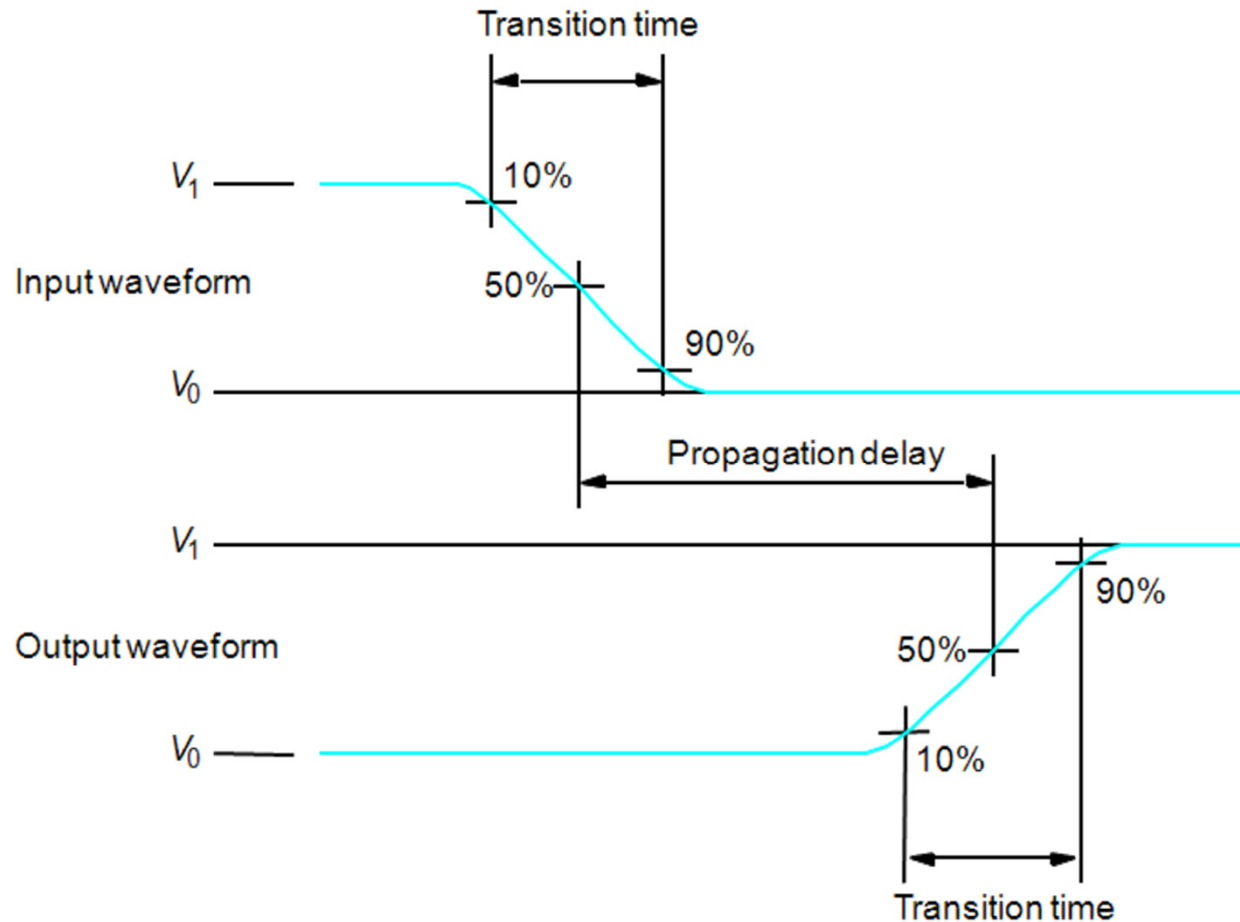 Transition time
V1
10%
Input waveform
50%
90%
V0
Propagation delay
V1
90%
Output waveform
50%
V0
10%
Transition time